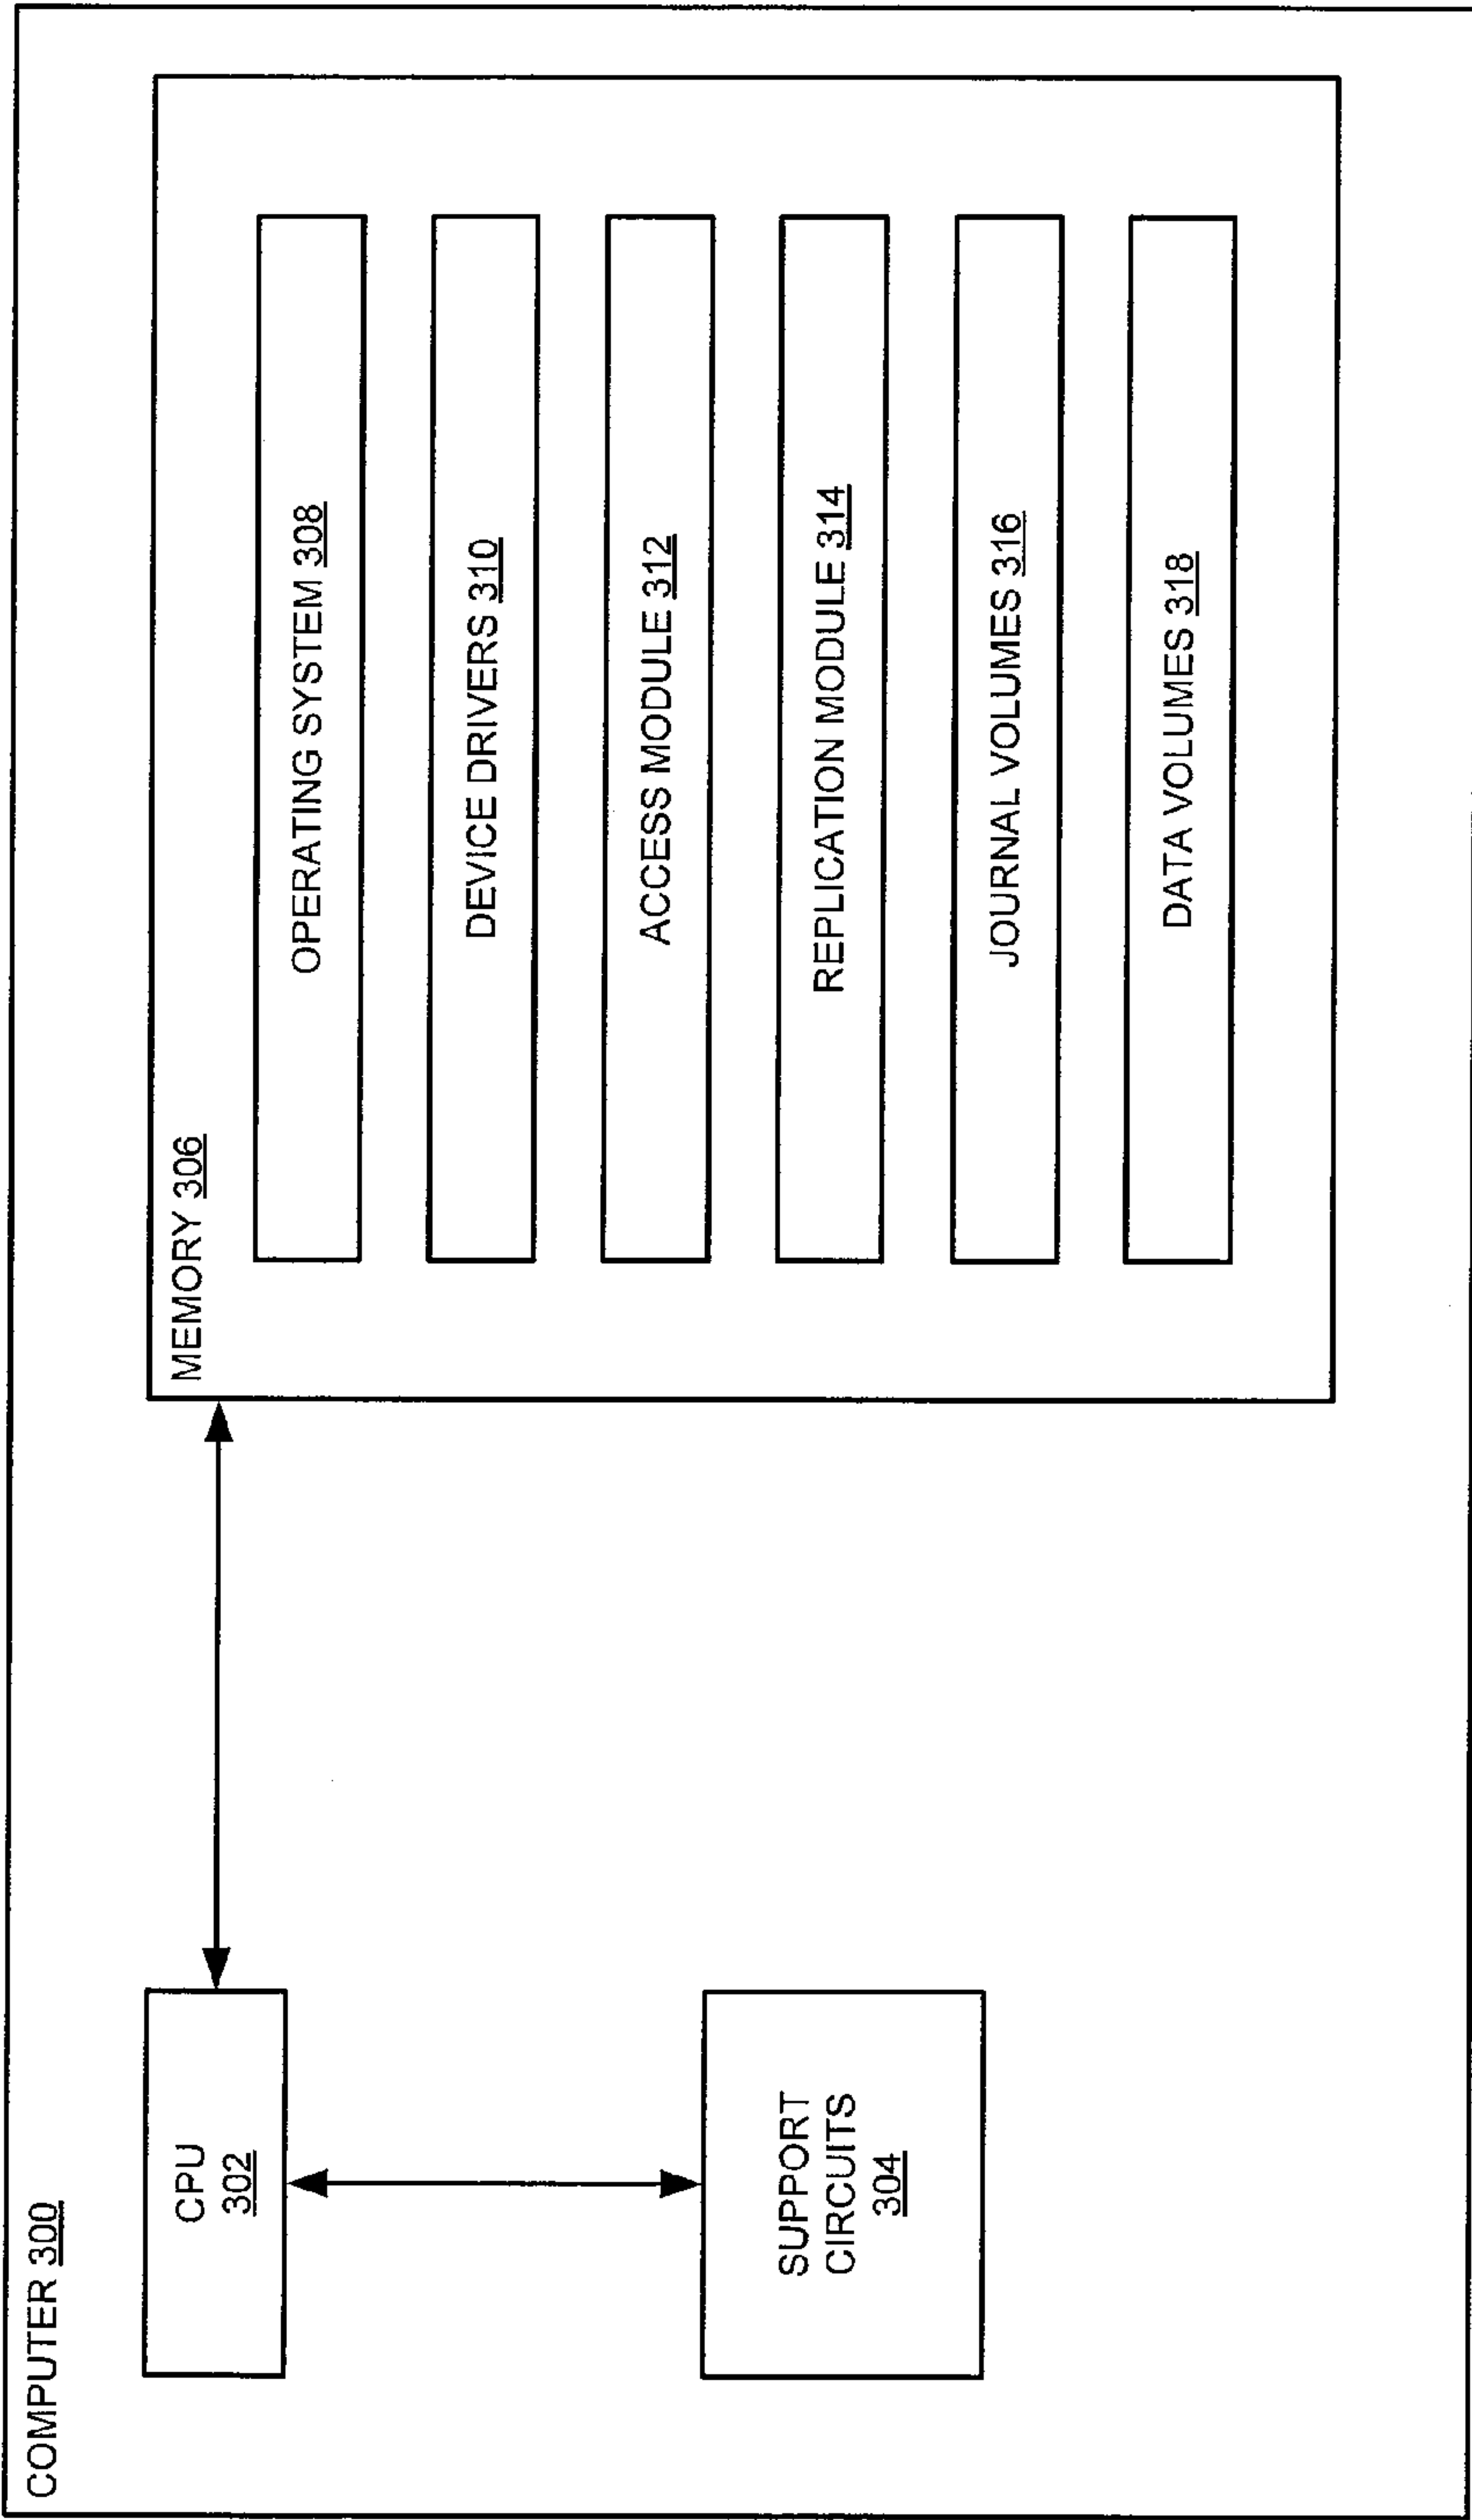 COMPUTER 300
CPU
302
SUPPORT
CIRCUITS
304
MEMORY 306
OPERATING SYSTEM 308
DEVICE DRIVERS 310
ACCESS MODULE 312
REPLICATION MODULE 314
JOURNAL VOLUMES 316
DATA VOLUMES 318